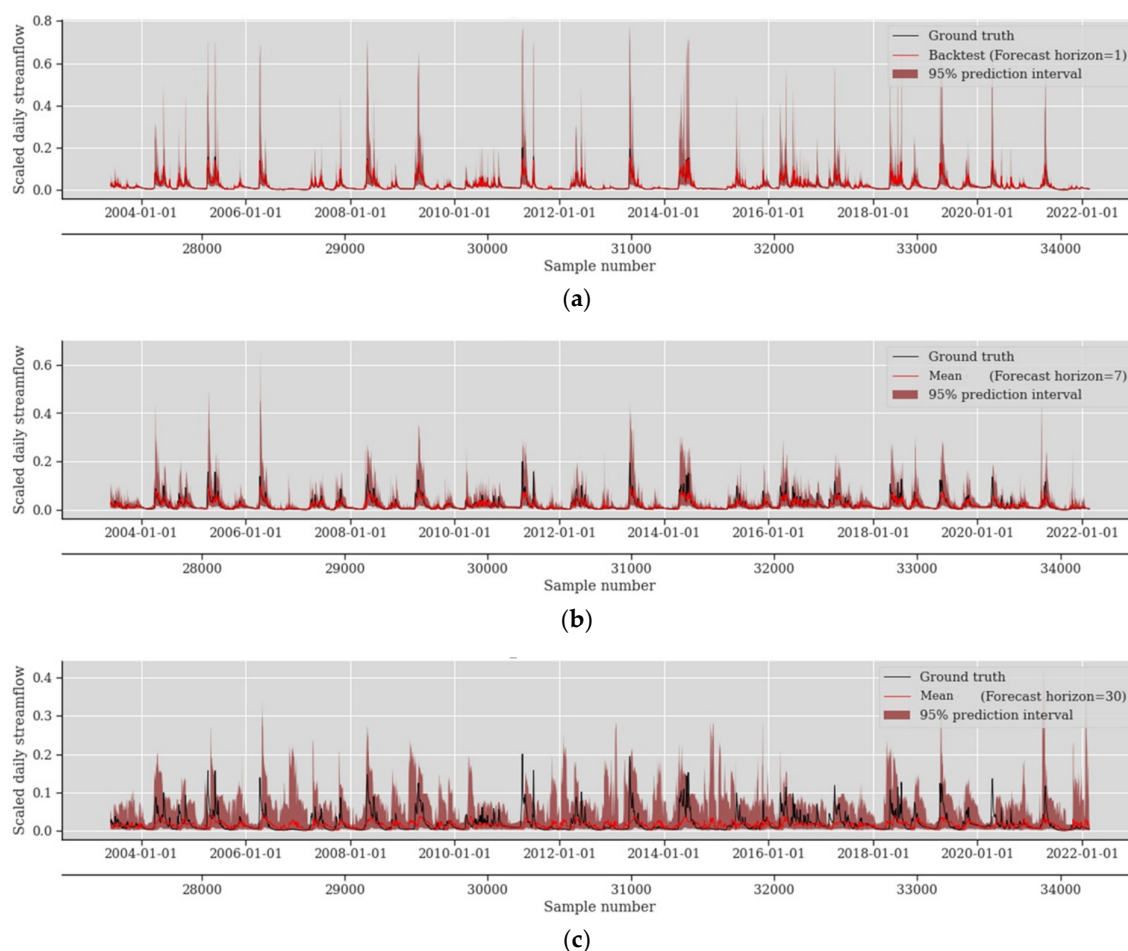 0.8
0.6
0.4
0.2
0.0
Scaled daily streamflow
Ground truth
Backtest (Forecast horizon=1)
95% prediction interval
2004-01-01 2006-01-01 2008-01-01 2010-01-01 2012-01-01 2014-01-01 2016-01-01 2018-01-01 2020-01-01 2022-01-01
28000 29000 30000 31000 32000 33000 34000
Sample number
(a)
0.6
0.4
0.2
0.0
Scaled daily streamflow
Ground truth
Mean (Forecast horizon=7)
95% prediction interval
2004-01-01 2006-01-01 2008-01-01 2010-01-01 2012-01-01 2014-01-01 2016-01-01 2018-01-01 2020-01-01 2022-01-01
28000 29000 30000 31000 32000 33000 34000
Sample number
(b)
0.4
0.3
0.2
0.1
0.0
Scaled daily streamflow
Ground truth
Mean (Forecast horizon=30)
95% prediction interval
2004-01-01 2006-01-01 2008-01-01 2010-01-01 2012-01-01 2014-01-01 2016-01-01 2018-01-01 2020-01-01 2022-01-01
28000 29000 30000 31000 32000 33000 34000
Sample number
(c)